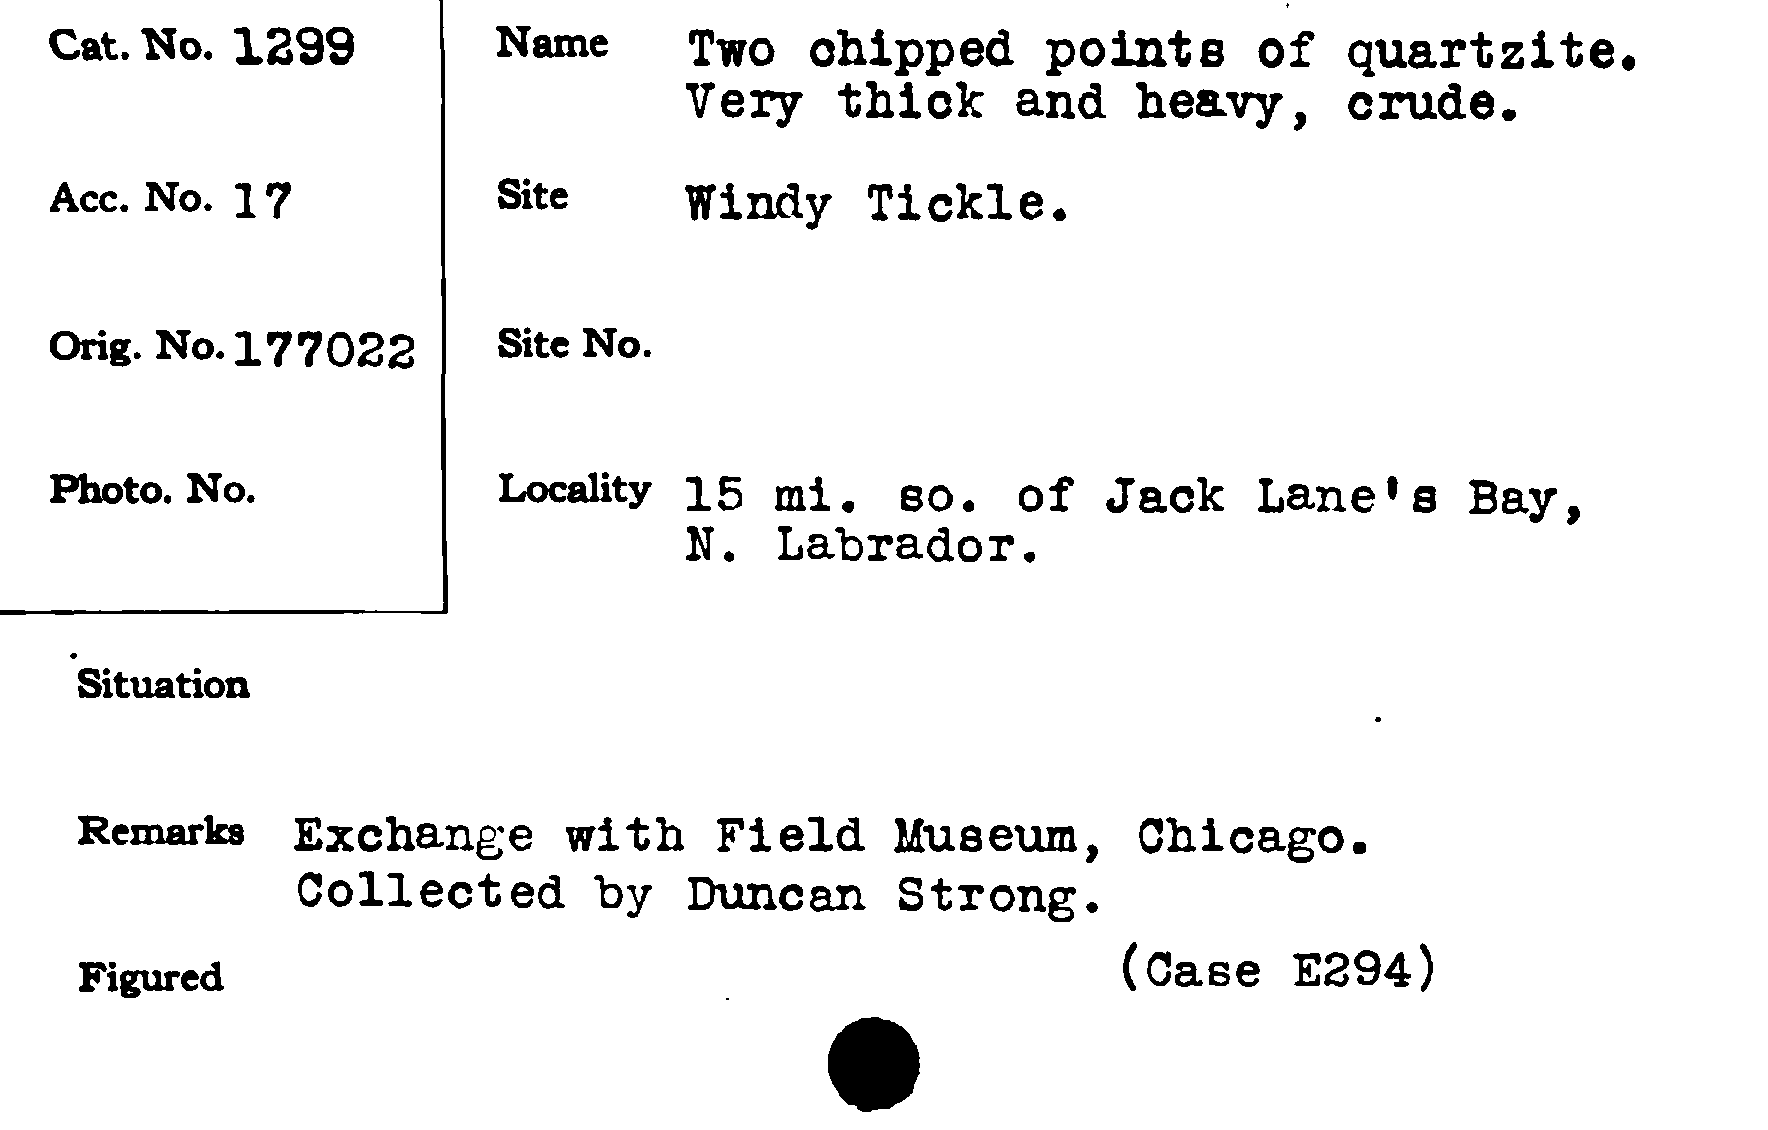 Cat. No. 1299
Name Two chipped points of quartzite.
Very thick and heavy, crude.
Acc. No. 17
Site Windy Tickle.
Orig. No. 177022
Site No.
Photo. No.
Locality 15 mi. so. of Jack Lane's Bay,
N. Labrador.
Situation
Remarks Exchange with Field Museum, Chicago.
Collected by Duncan Strong.
Figured
(Case E294)